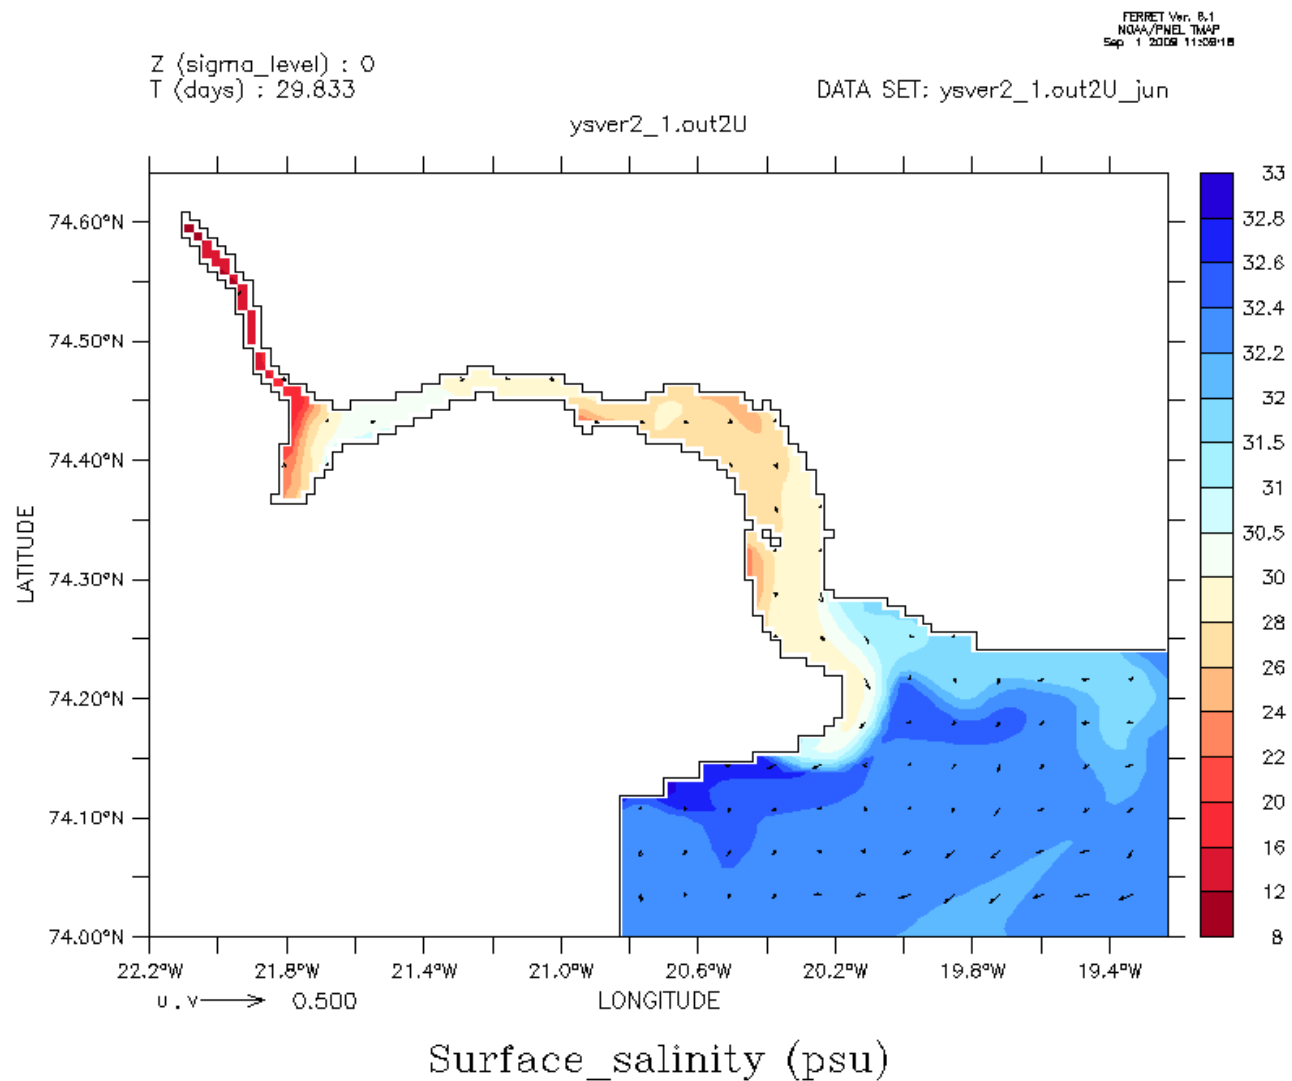 FERRET Ver. 6.1
NOAA/PMEL TMAP
Sep 1 2009 11:09:18
Z (sigma_level) : 0
T (days) : 29.833
DATA SET: ysver2_1.out2U_jun
ysver2_1.out2U
74.60°N
74.50°N
74.40°N
74.30°N
74.20°N
74.10°N
74.00°N
LATITUDE
33
32.8
32.6
32.4
32.2
32
31.5
31
30.5
30
28
26
24
22
20
16
12
8
22.2°W
21.8°W
21.4°W
21.0°W
20.6°W
20.2°W
19.8°W
19.4°W
u , v 0.500
LONGITUDE
Surface_salinity (psu)